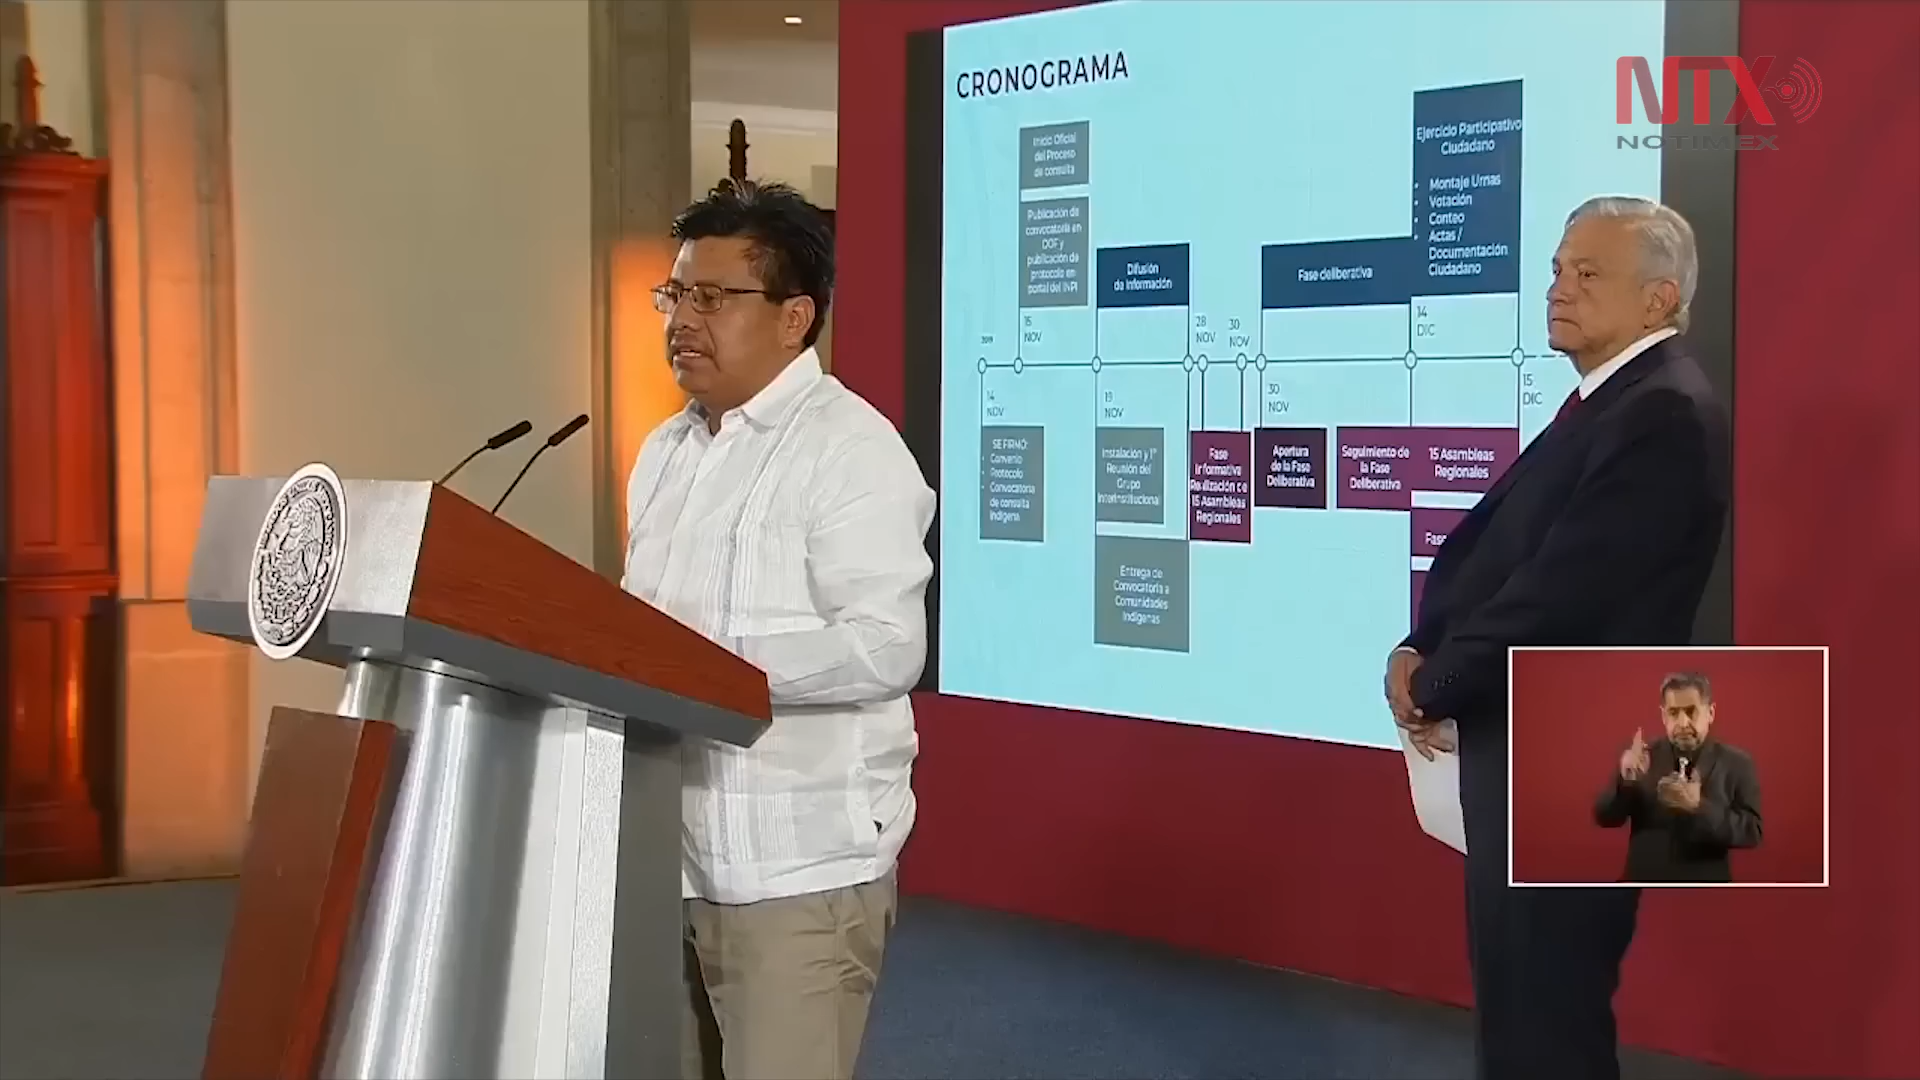 CRONOGRAMA
NTX
NOTIMEX
Inicio Oficial
del Proceso
de consulta
Publicación de
convocatoria en
DOF y
publicación de
protocolo en
portal del INPI
Difusión
de Información
Fase deliberativa
Ejercicio Participativo
Ciudadano
• Montaje Urnas
• Votación
• Conteo
• Actas /
Documentación
Ciudadano
2019
15
NOV
28
NOV
30
NOV
14
DIC
14
NOV
19
NOV
30
NOV
15
DIC
SE FIRMÓ:
• Convenio
• Protocolo
• Convocatoria
de consulta
Indígena
Instalación y 1ª
Reunión del
Grupo
Interinstitucional
Entrega de
Convocatoria a
Comunidades
Indígenas
Fase
Informativa
Realización de
15 Asambleas
Regionales
Apertura
de la Fase
Deliberativa
Seguimiento de
la Fase
Deliberativa
15 Asambleas
Regionales